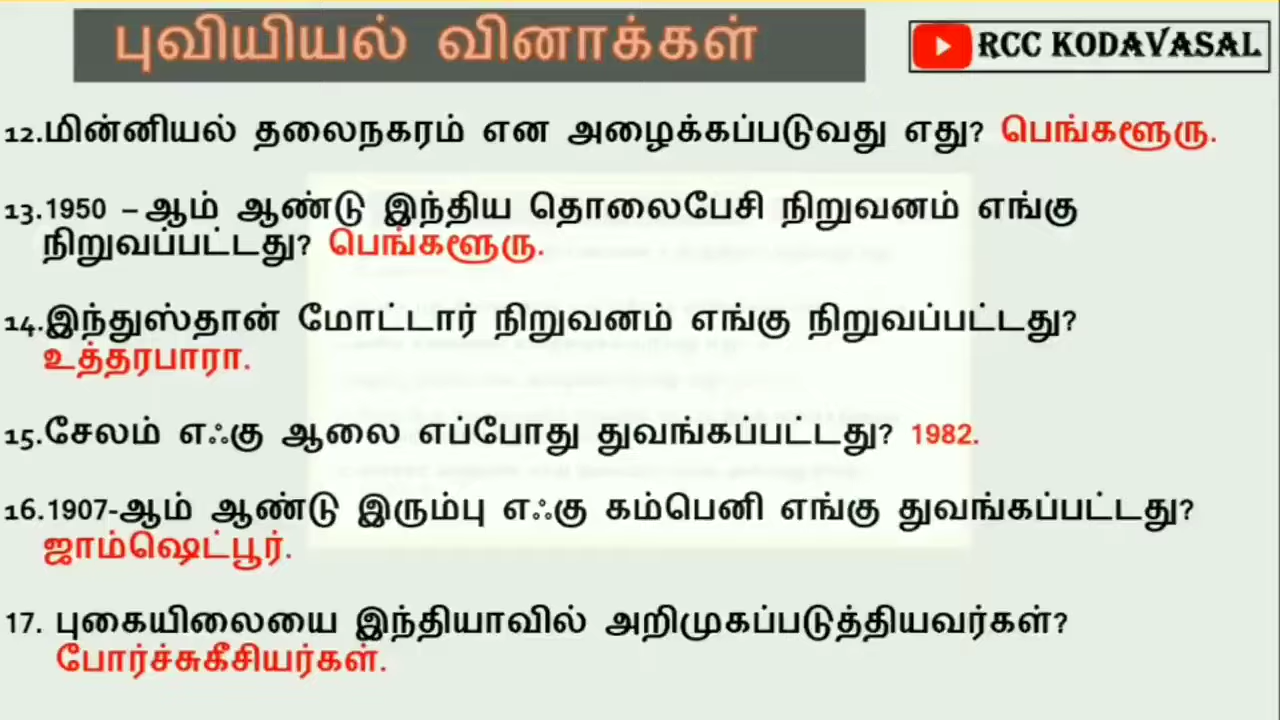 புவியியல் வினாக்கள்
RCC KODAVASAL
12.மின்னியல் தலைநகரம் என அழைக்கப்படுவது எது? பெங்களூரு.
13.1950 – ஆம் ஆண்டு இந்திய தொலைபேசி நிறுவனம் எங்கு
நிறுவப்பட்டது? பெங்களூரு.
14.இந்துஸ்தான் மோட்டார் நிறுவனம் எங்கு நிறுவப்பட்டது?
உத்தரபாரா.
15.சேலம் எஃகு ஆலை எப்போது துவங்கப்பட்டது? 1982.
16.1907-ஆம் ஆண்டு இரும்பு எஃகு கம்பெனி எங்கு துவங்கப்பட்டது?
ஜாம்ஷெட்பூர்.
17. புகையிலையை இந்தியாவில் அறிமுகப்படுத்தியவர்கள்?
போர்ச்சுகீசியர்கள்.